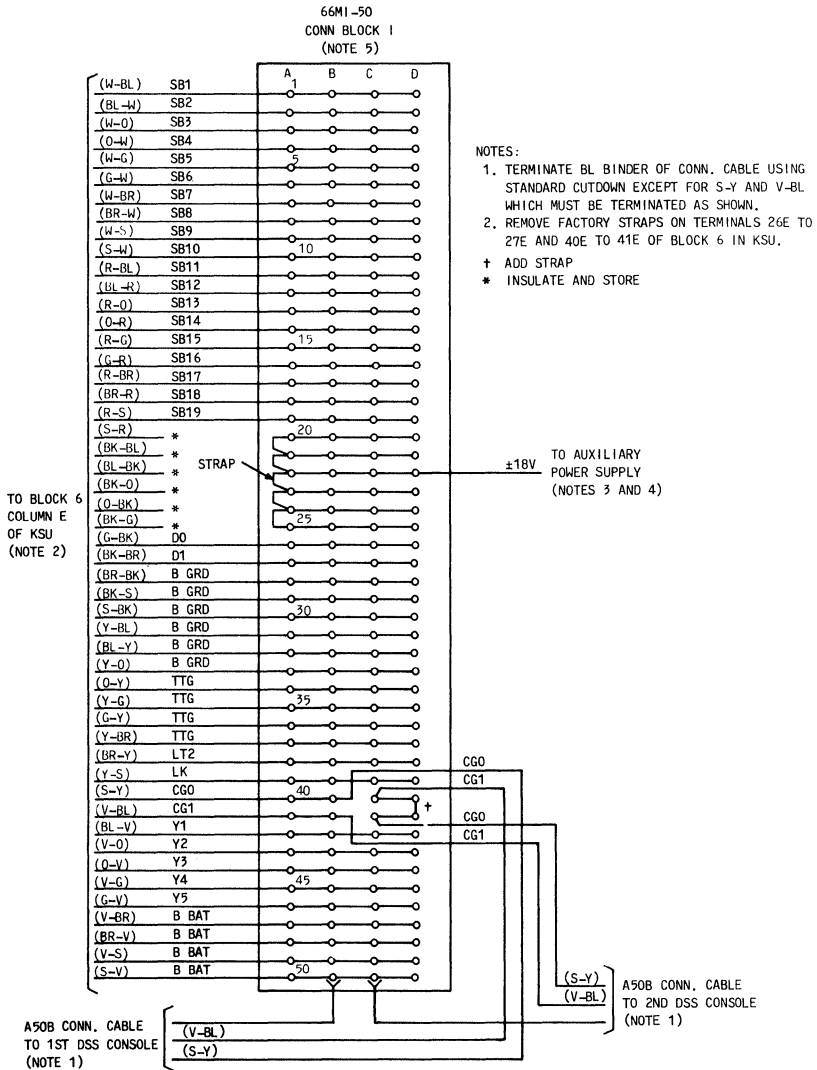 66M1-50
CONN BLOCK 1
(NOTE 5)
A B C D
(W-BL) SB1 1
(BL-W) SB2
(W-O) SB3
(O-W) SB4
(W-G) SB5 5
(G-W) SB6
(W-BR) SB7
(BR-W) SB8
(W-S) SB9
(S-W) SB10 10
(R-BL) SB11
(BL-R) SB12
(R-O) SB13
(O-R) SB14
(R-G) SB15 15
(G-R) SB16
(R-BR) SB17
(BR-R) SB18
(R-S) SB19
(S-R) * 20
(BK-BL) *
(BL-BK) *
(BK-O) *
(O-BK) *
(BK-G) * 25
STRAP
(G-BK) D0
(BK-BR) D1
(BR-BK) B GRD
(BK-S) B GRD
(S-BK) B GRD 30
(Y-BL) B GRD
(BL-Y) B GRD
(Y-O) B GRD
(O-Y) TTG
(Y-G) TTG 35
(G-Y) TTG
(Y-BR) TTG
(BR-Y) LT2
(Y-S) LK
(S-Y) CG0 40
(V-BL) CG1
(BL-V) Y1
(V-O) Y2
(O-V) Y3
(V-G) Y4 45
(G-V) Y5
(V-BR) B BAT
(BR-V) B BAT
(V-S) B BAT
(S-V) B BAT 50
TO BLOCK 6
COLUMN E
OF KSU
(NOTE 2)
NOTES:
1. TERMINATE BL BINDER OF CONN. CABLE USING
STANDARD CUTDOWN EXCEPT FOR S-Y AND V-BL
WHICH MUST BE TERMINATED AS SHOWN.
2. REMOVE FACTORY STRAPS ON TERMINALS 26E TO
27E AND 40E TO 41E OF BLOCK 6 IN KSU.
† ADD STRAP
* INSULATE AND STORE
±18V
TO AUXILIARY
POWER SUPPLY
(NOTES 3 AND 4)
CG0
CG1
†
CG0
CG1
(S-Y)
(V-BL)
A50B CONN. CABLE
TO 2ND DSS CONSOLE
(NOTE 1)
A50B CONN. CABLE
TO 1ST DSS CONSOLE
(NOTE 1)
(V-BL)
(S-Y)